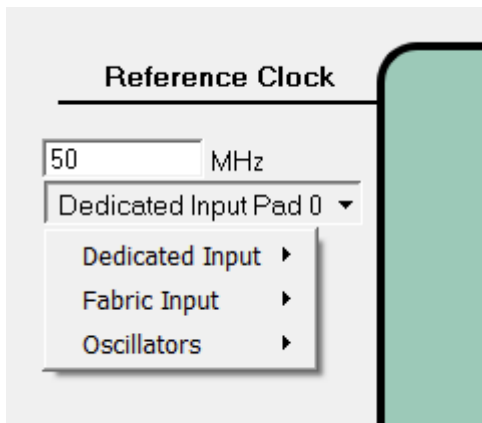 Reference Clock
50 MHz
Dedicated Input Pad 0
Dedicated Input
Fabric Input
Oscillators